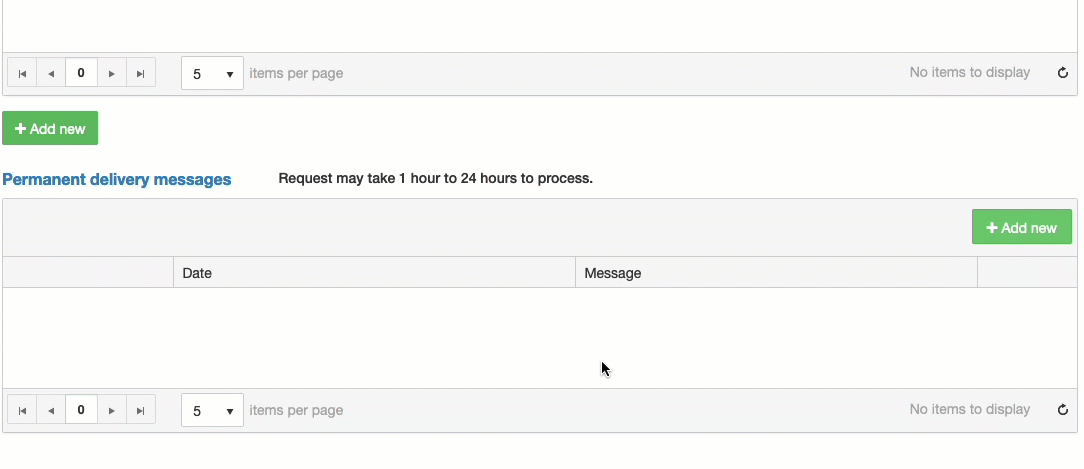 0 5 items per page No items to display
Add new
Permanent delivery messages Request may take 1 hour to 24 hours to process.
Add new
Date Message
0 5 items per page No items to display